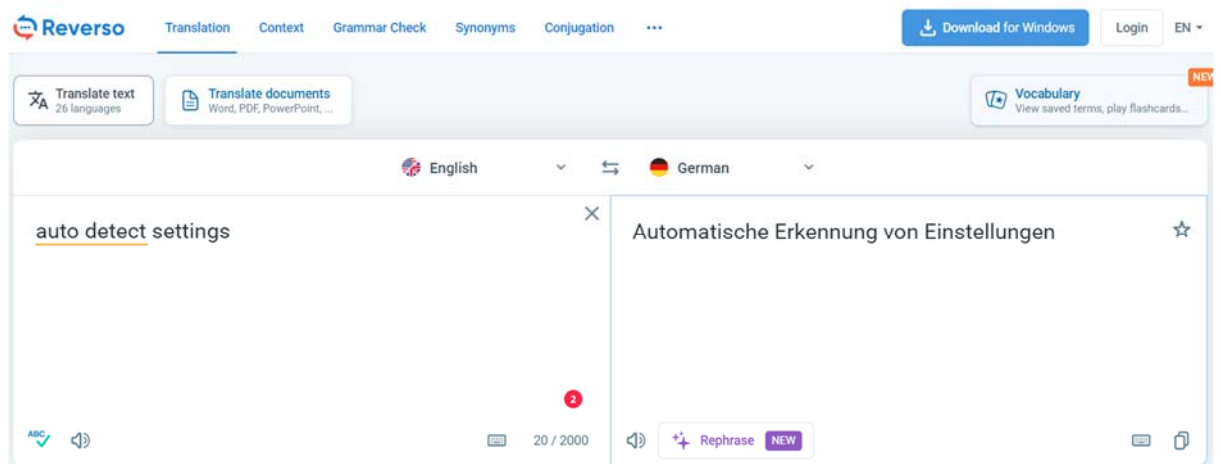 Reverso
Translation Context Grammar Check Synonyms Conjugation ...
Download for Windows Login EN
Translate text
26 languages
Translate documents
Word, PDF, PowerPoint, ...
NEW
Vocabulary
View saved terms, play flashcards...
English German
auto detect settings
Automatische Erkennung von Einstellungen
2
ABC
20 / 2000
Rephrase NEW